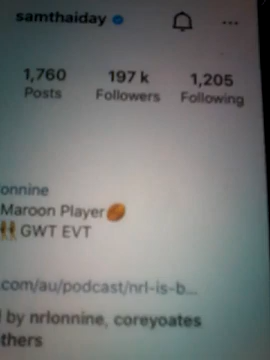 samthaiday
1,760 197 k 1,205
Posts Followers Following
onnine
Maroon Player
GWT EVT
com/au/podcast/nrl-is-b...
by nrlonnine, coreyoates
thers